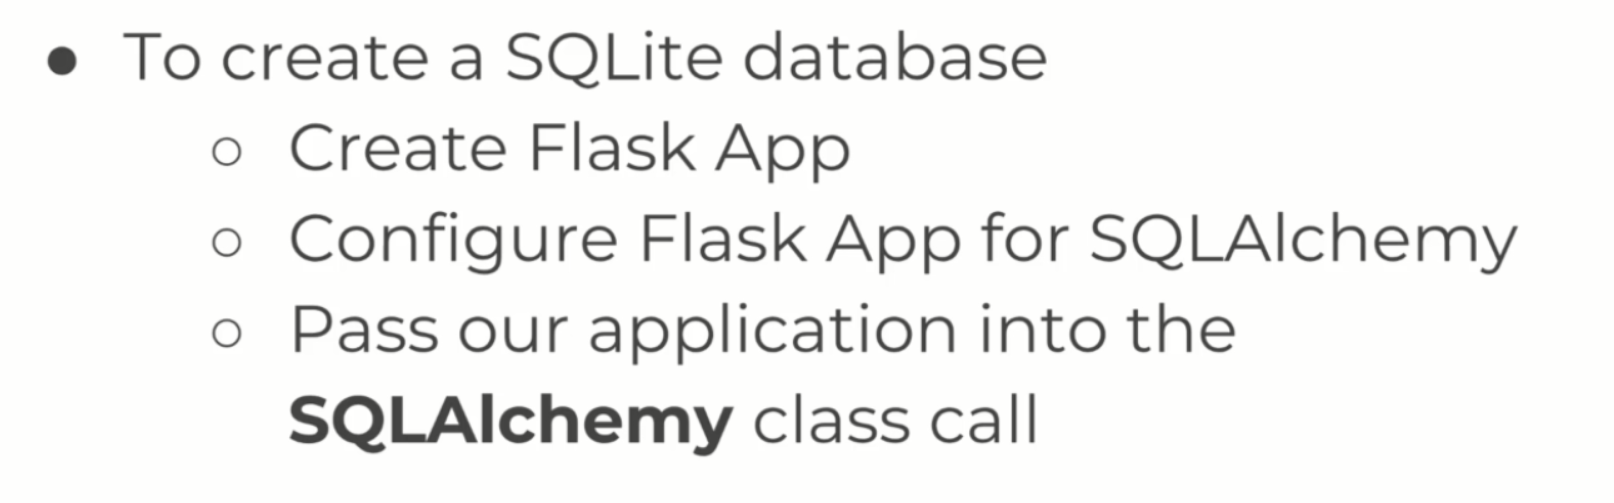 ● To create a SQLite database
○ Create Flask App
○ Configure Flask App for SQLAlchemy
○ Pass our application into the
SQLAlchemy class call